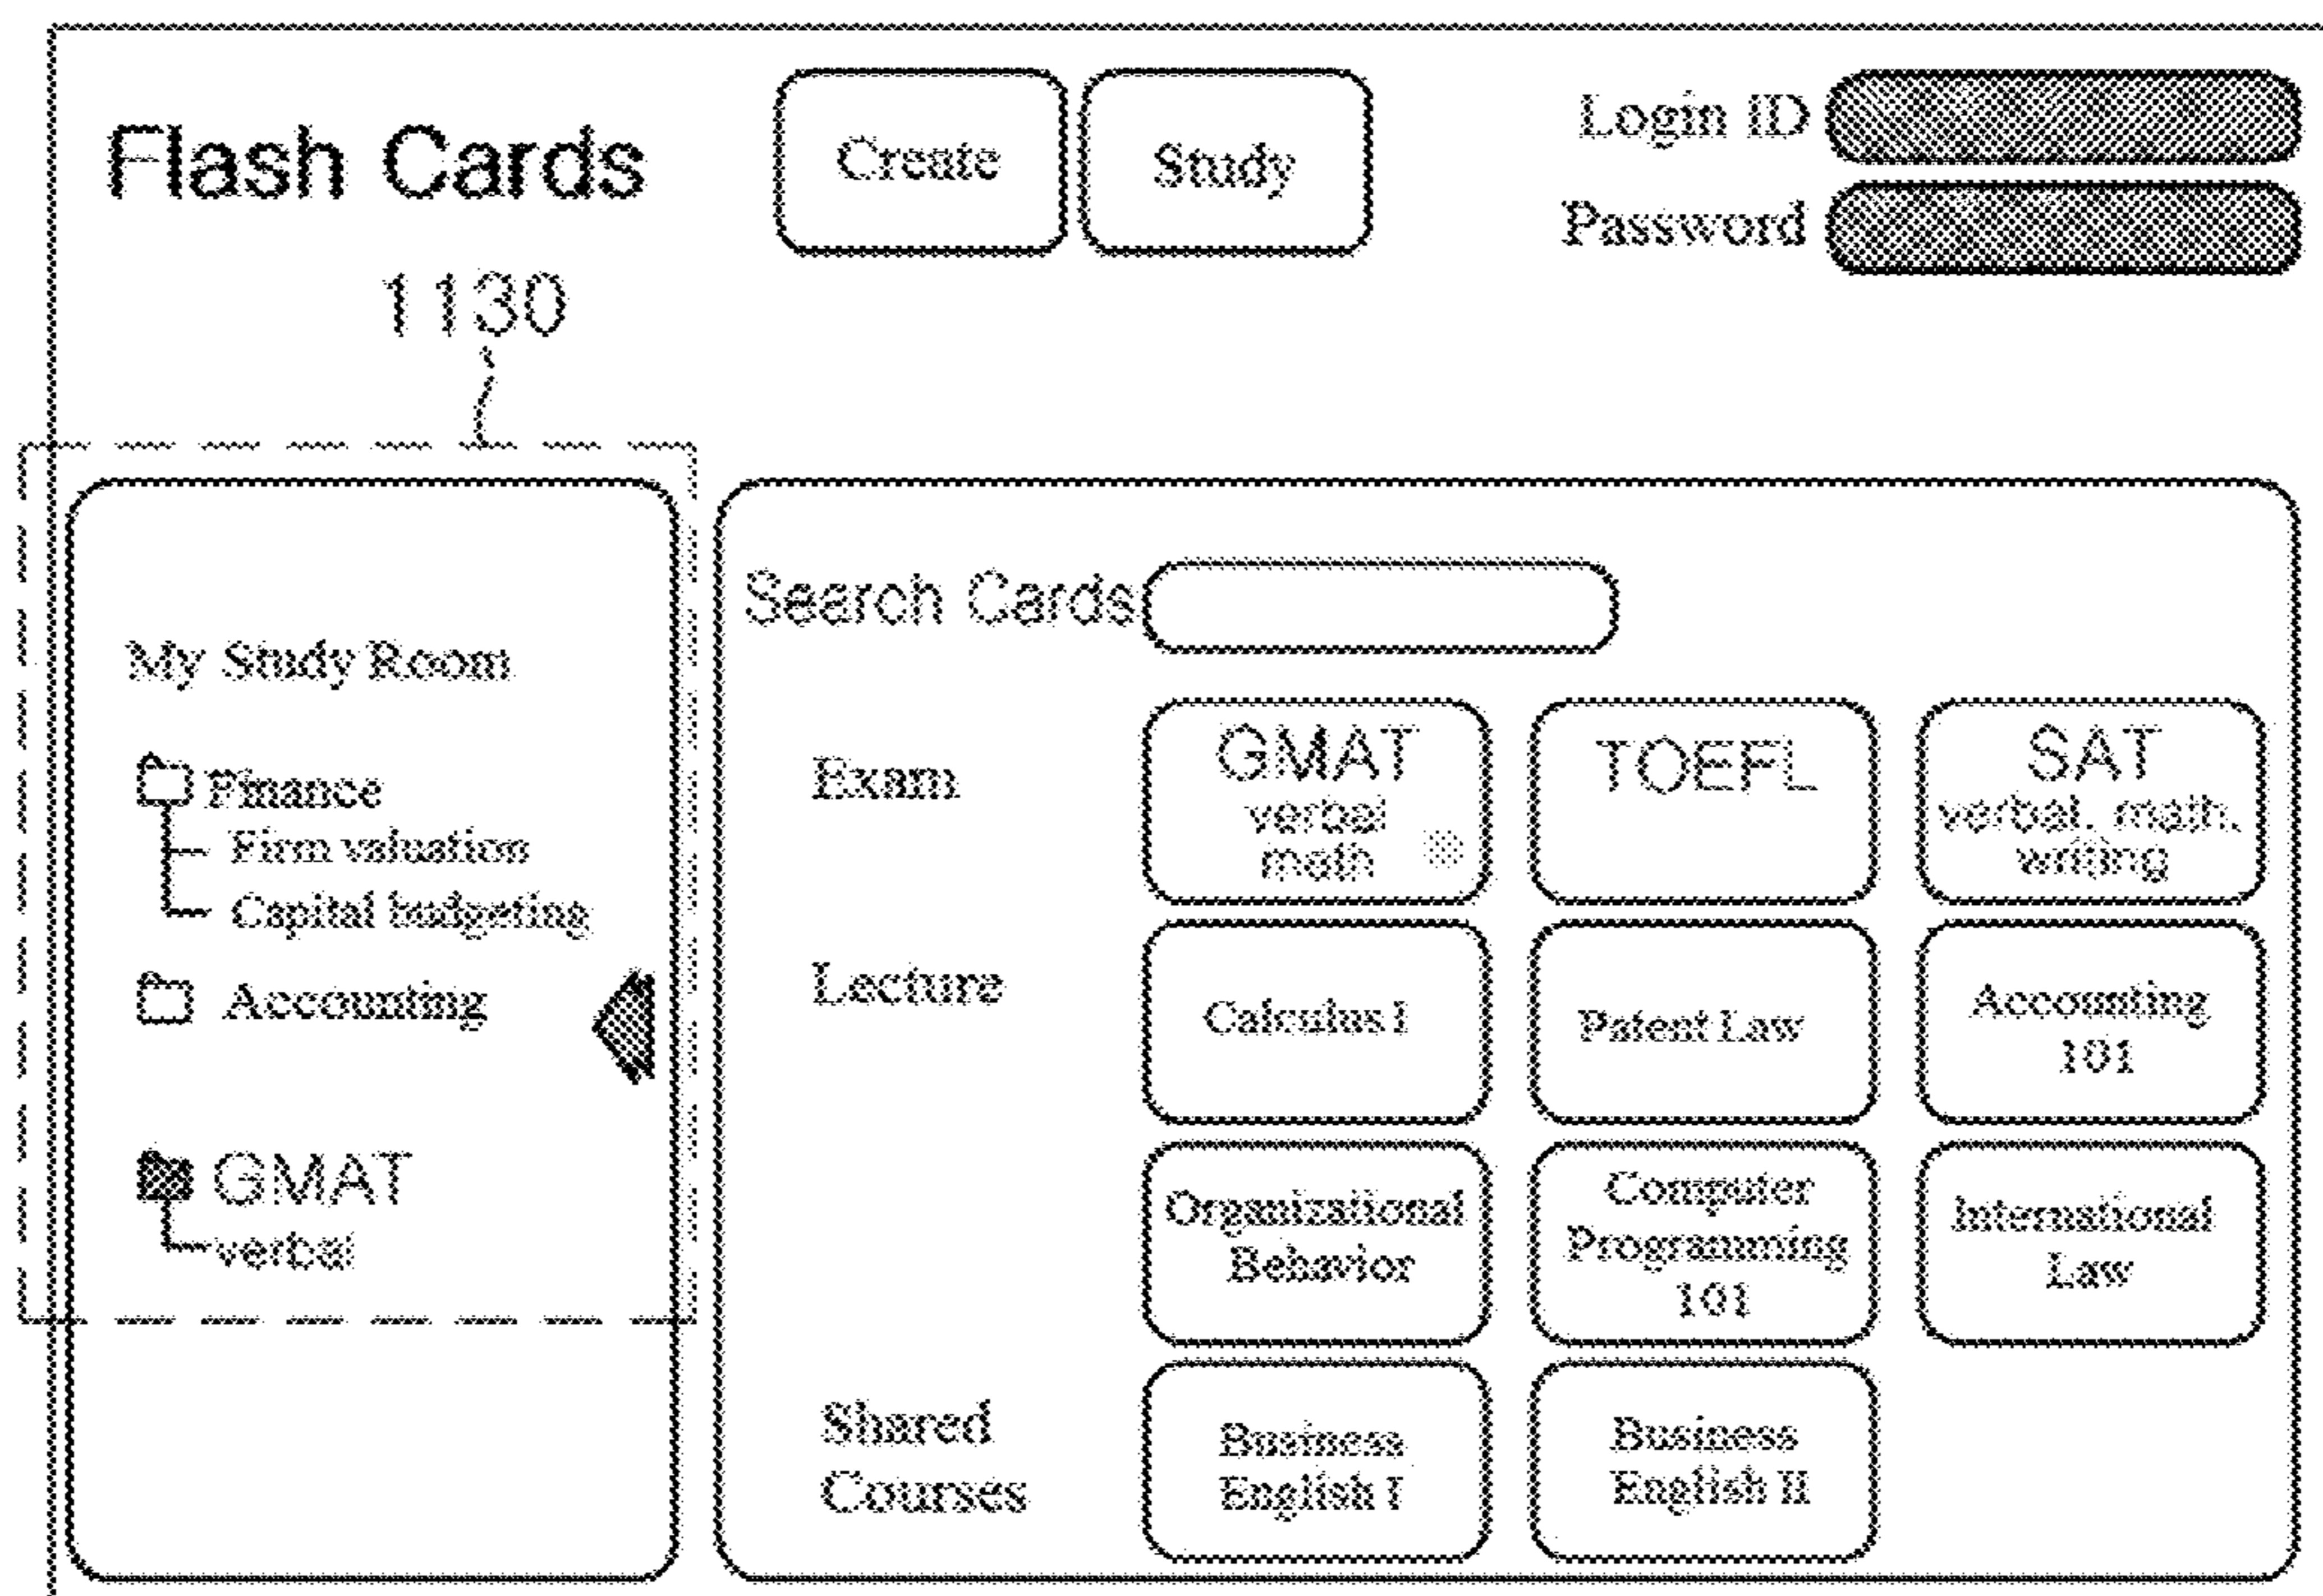 Flash Cards
Create
Study
Login ID
Password
1130
My Study Room
Finance
Firm valuation
Capital budgeting
Accounting
GMAT
verbal
Search Cards
Exam
GMAT
verbal
math
TOEFL
SAT
verbal, math,
writing
Lecture
Calculus I
Patent Law
Accounting
101
Organizational
Behavior
Computer
Programming
101
International
Law
Shared
Courses
Business
English I
Business
English II